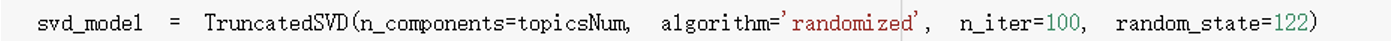 svd_model = TruncatedSVD(n_components=topicsNum, algorithm='randomized', n_iter=100, random_state=122)